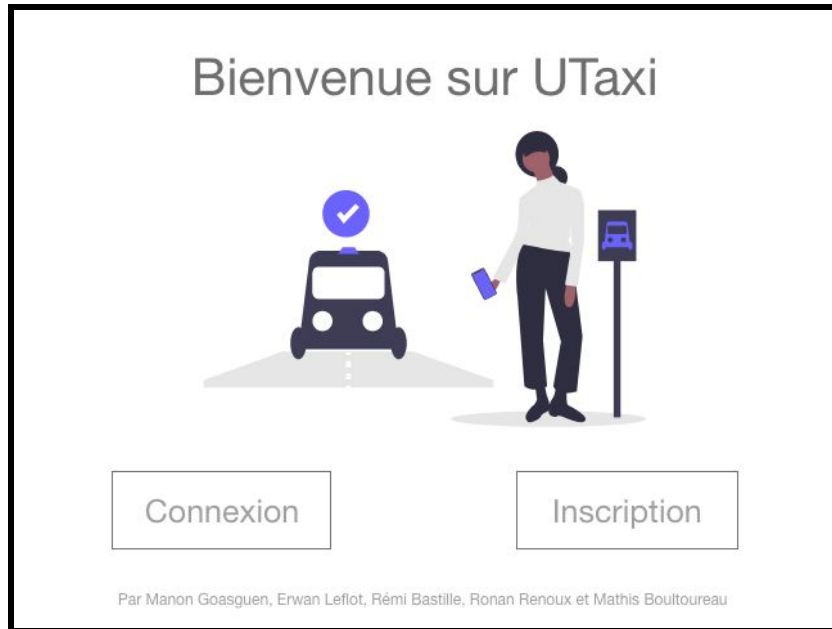 Bienvenue sur UTaxi
Connexion
Inscription
Par Manon Goasguen, Erwan Leflot, Rémi Bastille, Ronan Renoux et Mathis Boultoureau